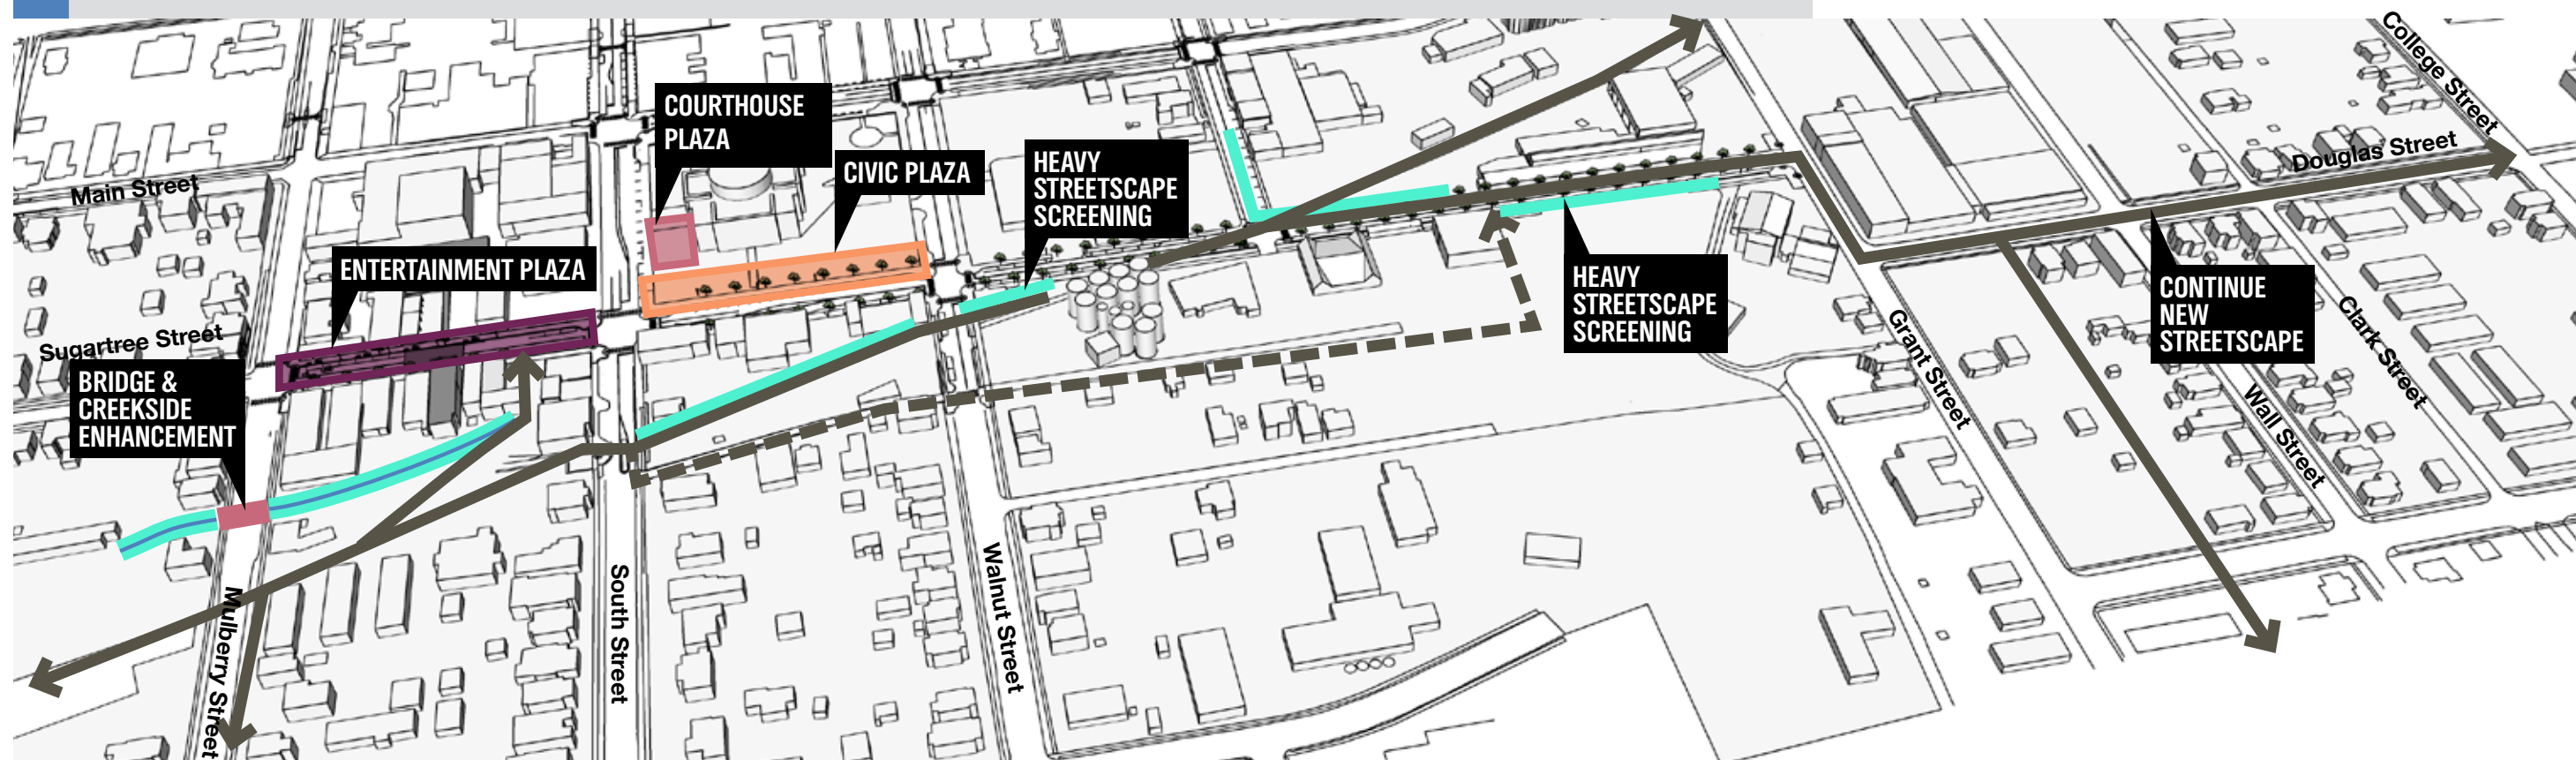 College Street
COURTHOUSE
PLAZA
CIVIC PLAZA
HEAVY
STREETSCAPE
SCREENING
Douglas Street
Main Street
ENTERTAINMENT PLAZA
HEAVY
STREETSCAPE
SCREENING
CONTINUE
NEW
STREETSCAPE
Sugartree Street
BRIDGE &
CREEKSIDE
ENHANCEMENT
Grant Street
Clark Street
Wall Street
Mulberry Street
South Street
Walnut Street